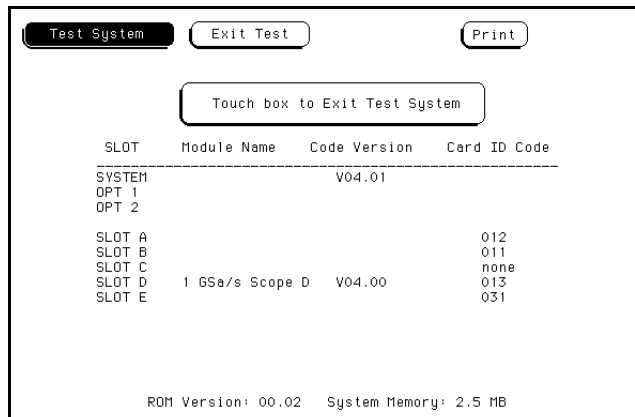 Test System Exit Test Print
Touch box to Exit Test System
SLOT Module Name Code Version Card ID Code
SYSTEM V04.01
OPT 1
OPT 2
SLOT A 012
SLOT B 011
SLOT C none
SLOT D 1 GSa/s Scope D V04.00 013
SLOT E 031
ROM Version: 00.02 System Memory: 2.5 MB